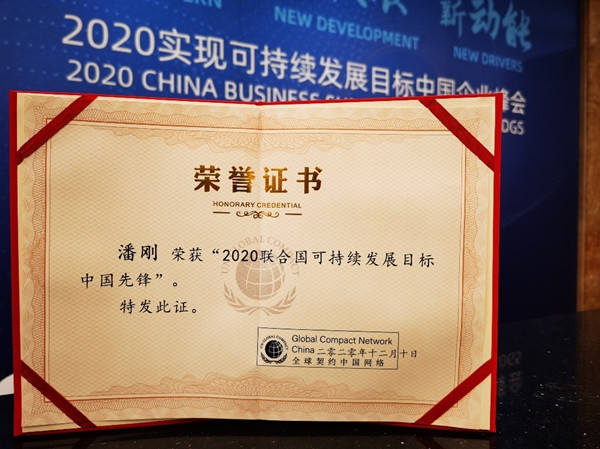 NEW DEVELOPMENT
新动能
NEW DRIVERS
2020实现可持续发展目标中国企业峰会
2020 CHINA BUSINESS
荣誉证书
HONORARY CREDENTIAL
潘刚 荣获“2020联合国可持续发展目标
中国先锋”。
特发此证。
Global Compact Network
China 二零二零年十二月十日
全球契约中国网络